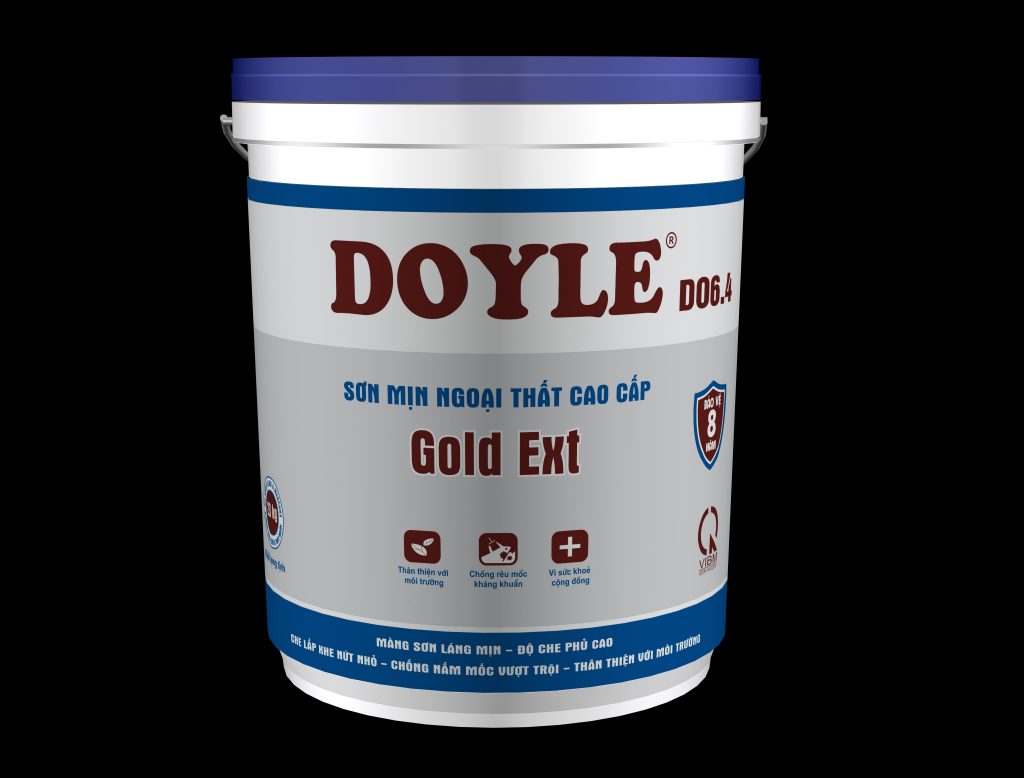 DOYLE®
DO6.4
SƠN MỊN NGOẠI THẤT CAO CẤP
Gold Ext
BẢO VỆ
8
NĂM
Thân thiện với
môi trường
Chống rêu mốc
kháng khuẩn
Vì sức khoẻ
cộng đồng
VIBM
MÀNG SƠN LÁNG MỊN – ĐỘ CHE PHỦ CAO
CHE LẤP KHE NỨT NHỎ – CHỐNG NẤM MỐC VƯỢT TRỘI – THÂN THIỆN VỚI MÔI TRƯỜNG